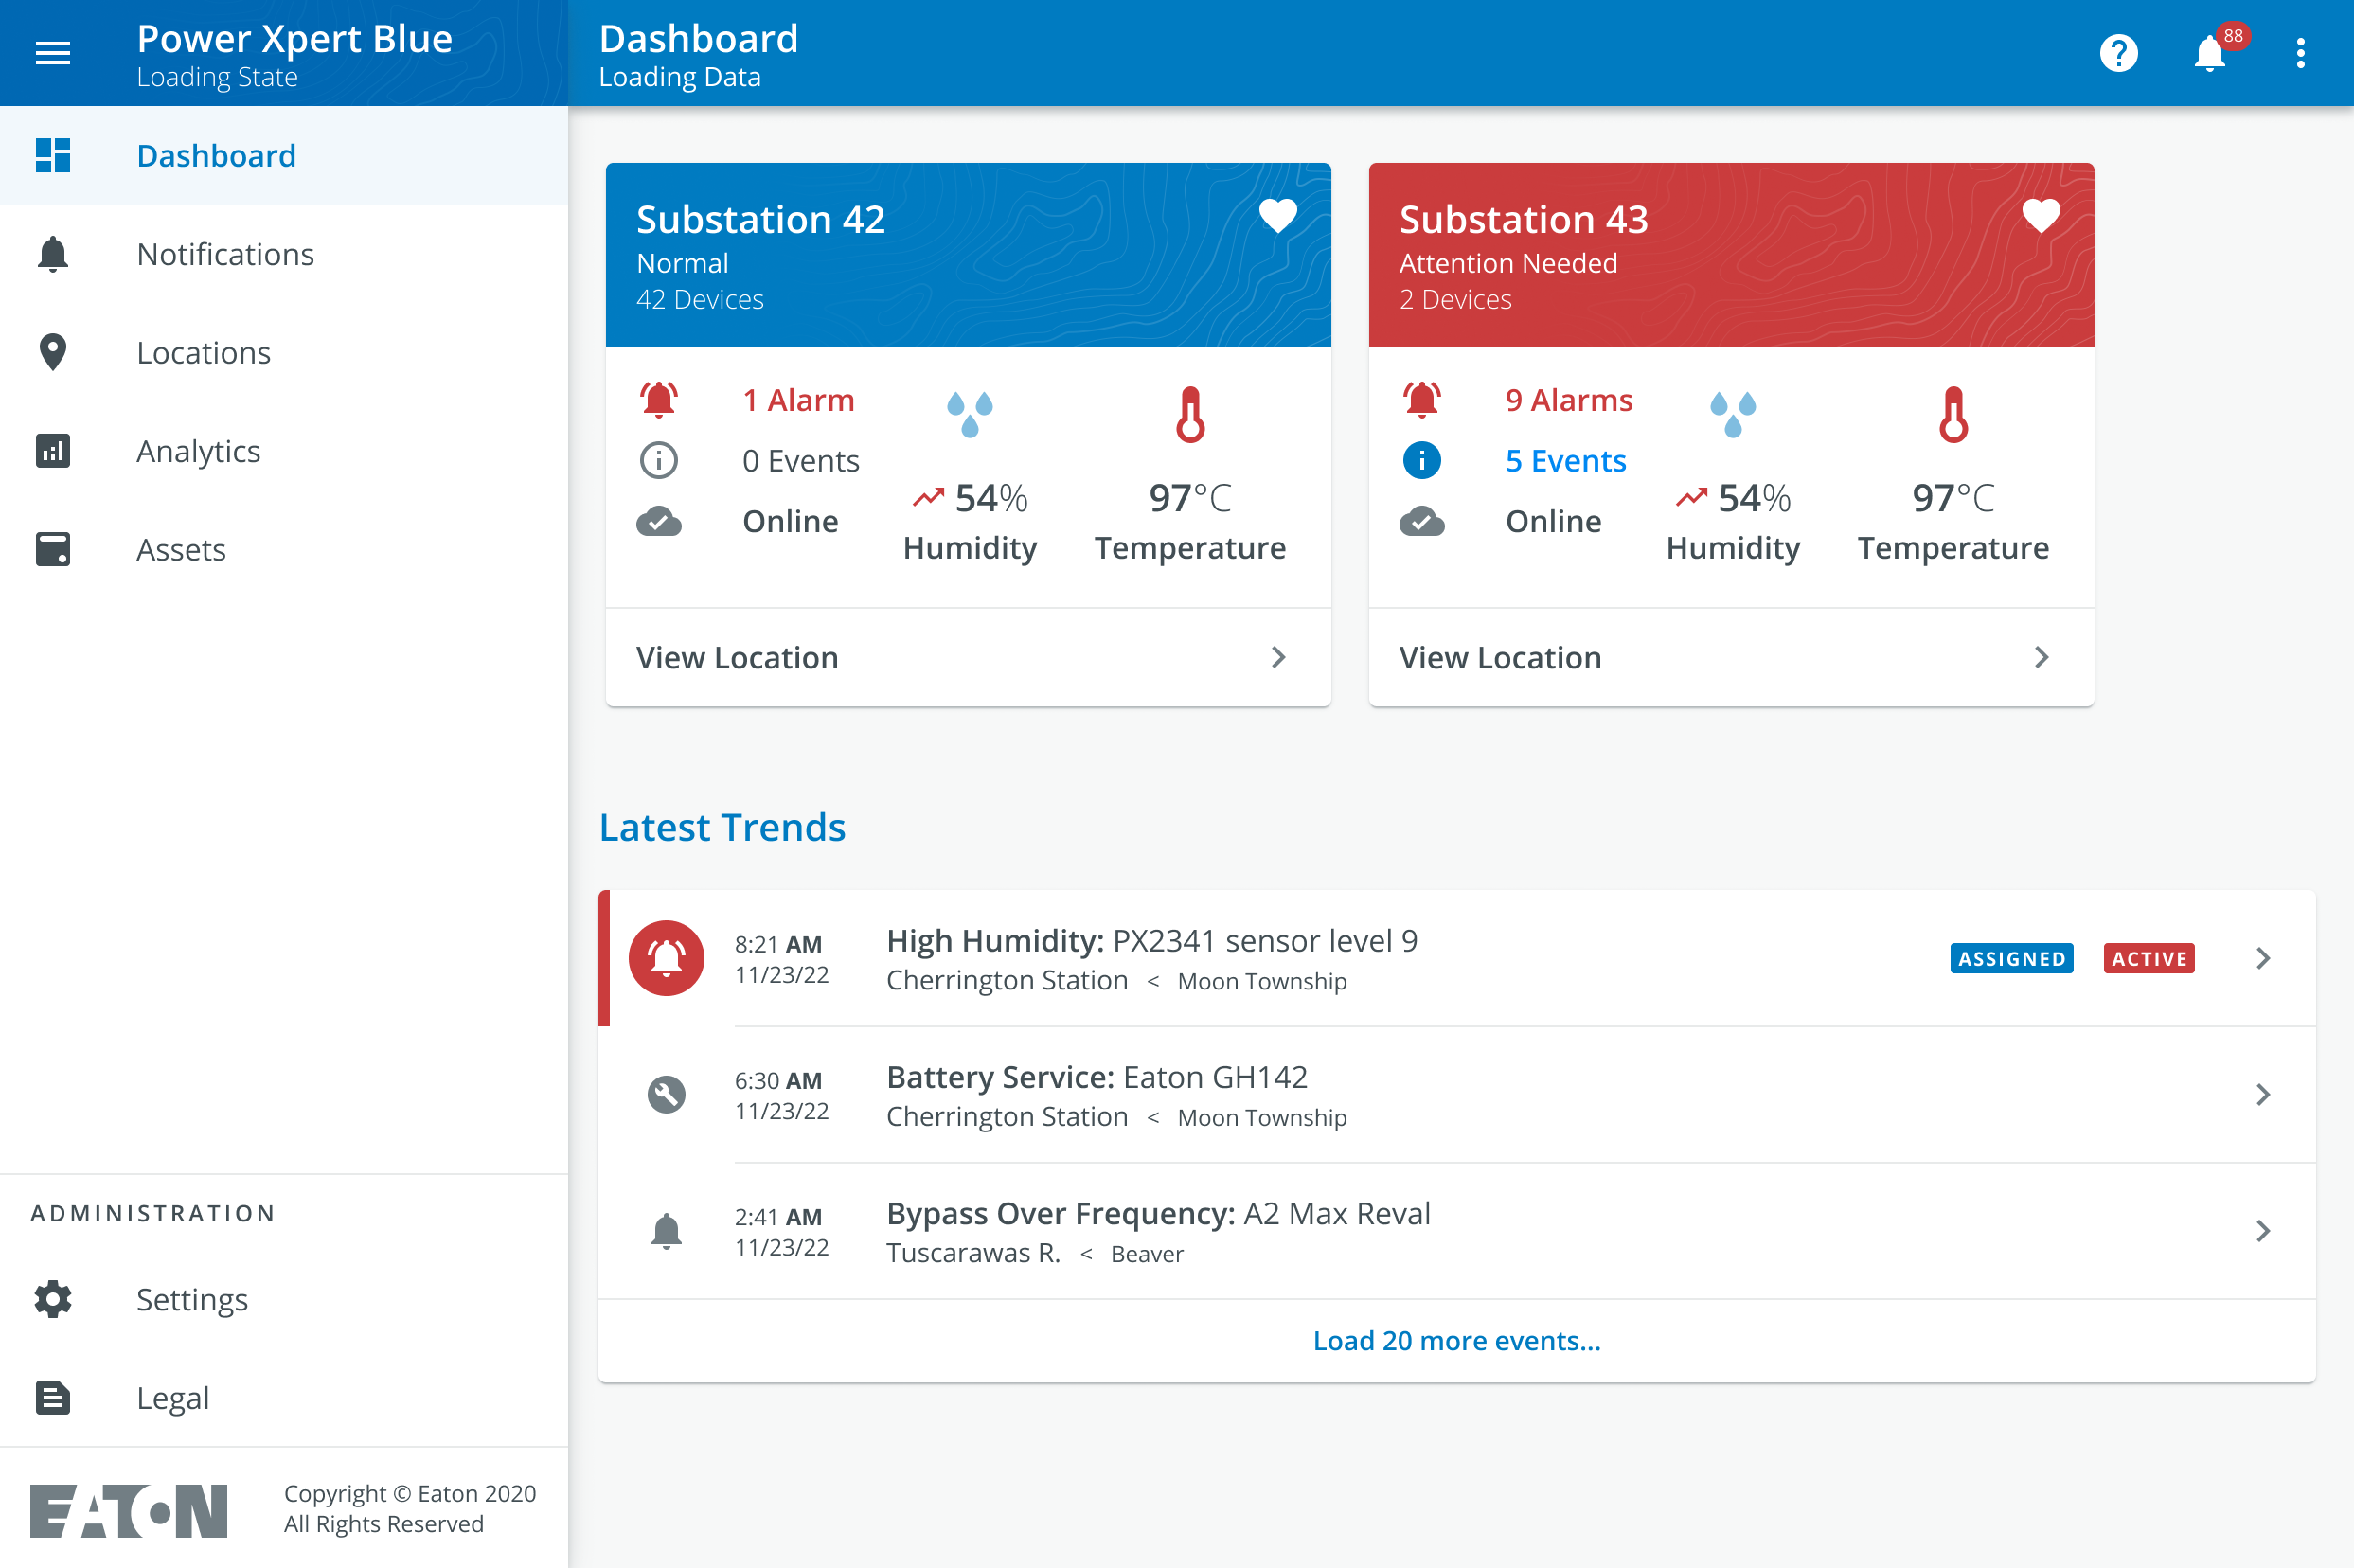 Power Xpert Blue
Loading State
Dashboard
Loading Data
88
Dashboard
Notifications
Locations
Analytics
Assets
ADMINISTRATION
Settings
Legal
EATON
Copyright © Eaton 2020
All Rights Reserved
Substation 42
Normal
42 Devices
1 Alarm
0 Events
Online
54%
Humidity
97°C
Temperature
View Location
Substation 43
Attention Needed
2 Devices
9 Alarms
5 Events
Online
54%
Humidity
97°C
Temperature
View Location
Latest Trends
8:21 AM
11/23/22
High Humidity: PX2341 sensor level 9
Cherrington Station < Moon Township
ASSIGNED
ACTIVE
6:30 AM
11/23/22
Battery Service: Eaton GH142
Cherrington Station < Moon Township
2:41 AM
11/23/22
Bypass Over Frequency: A2 Max Reval
Tuscarawas R. < Beaver
Load 20 more events...